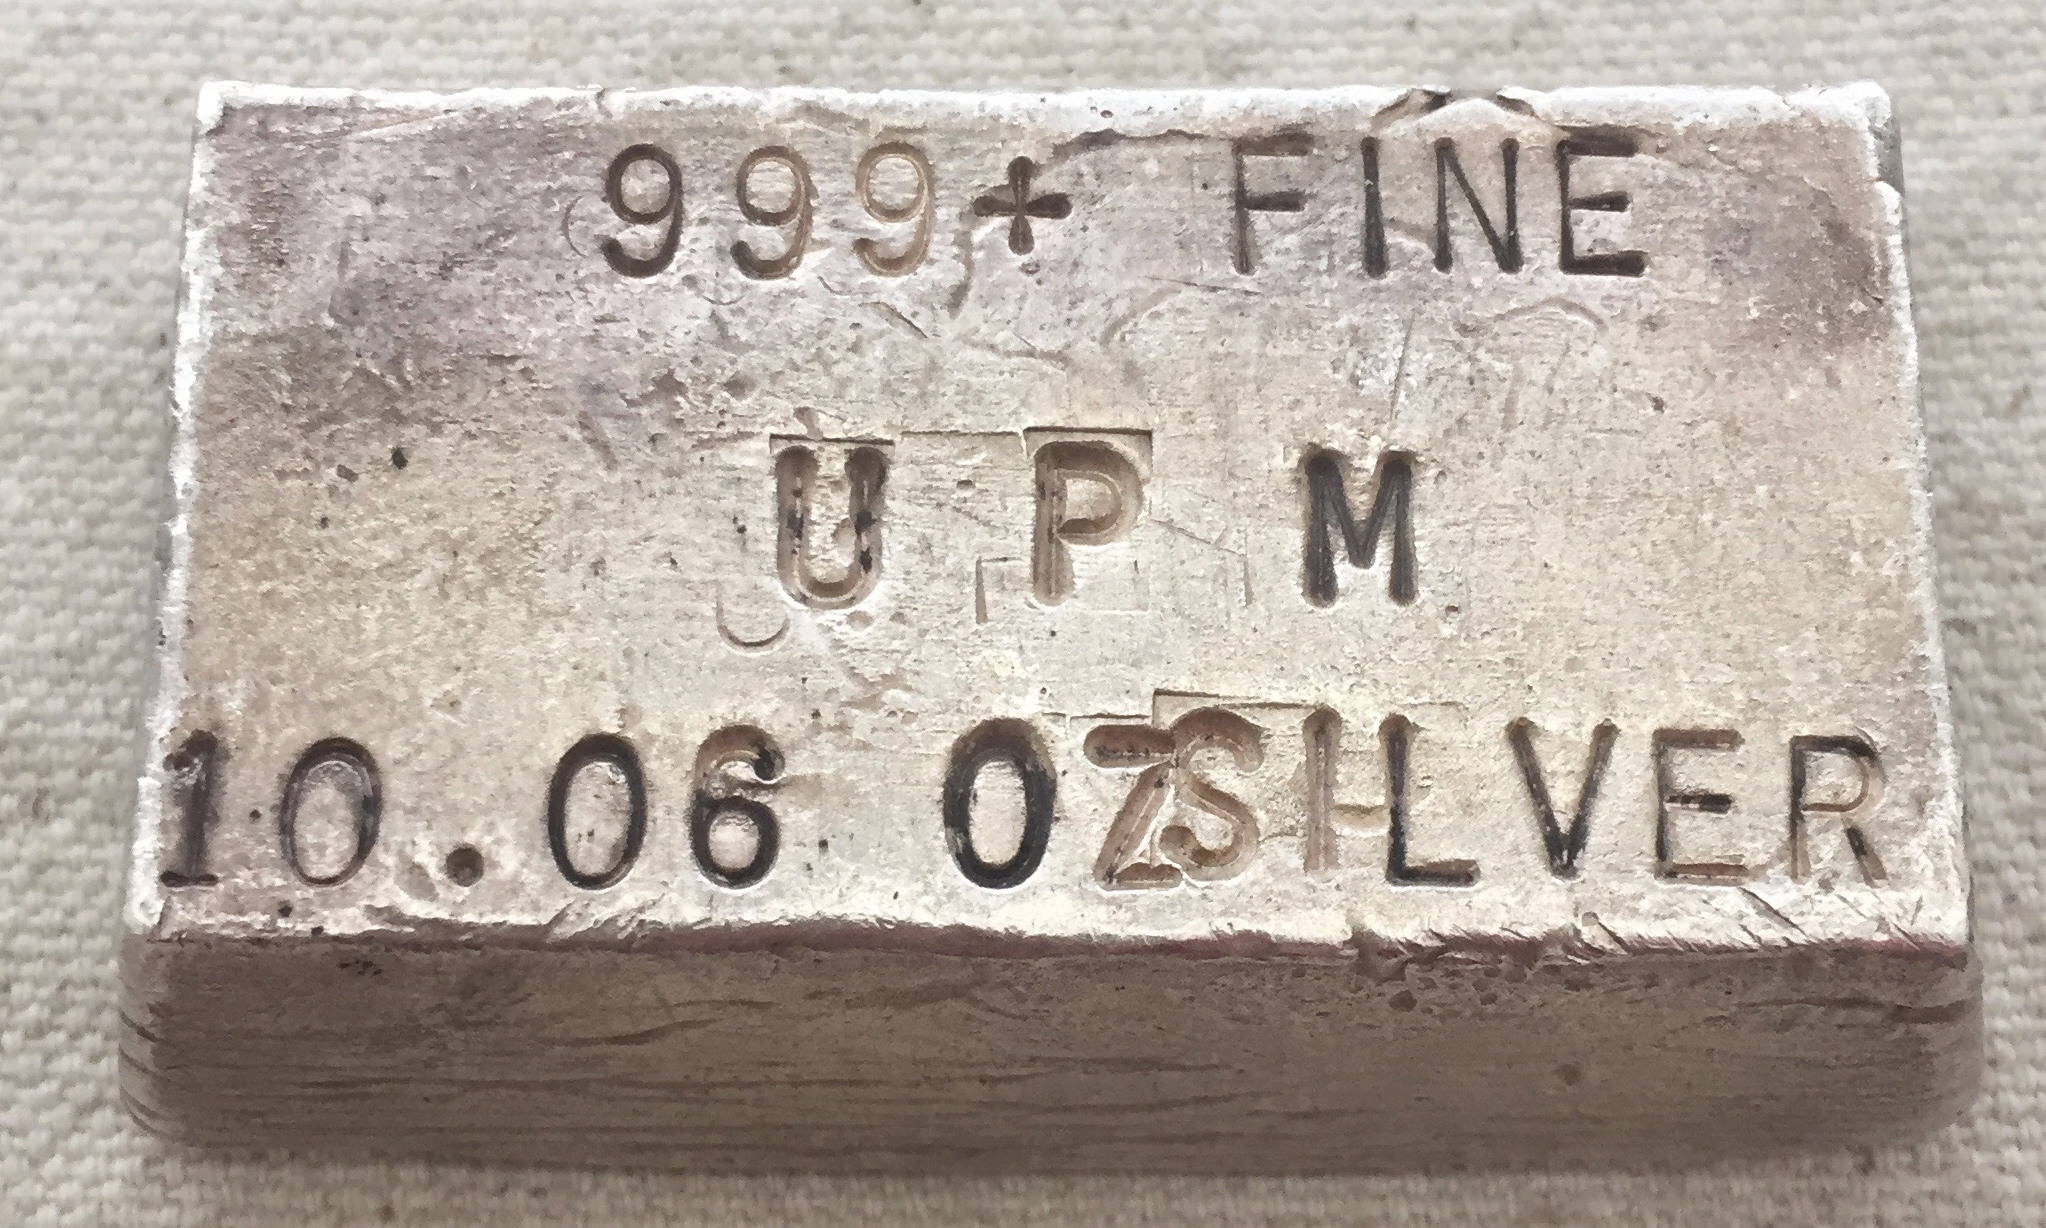 999+ FINE
U P M
10.06 OZ SILVER